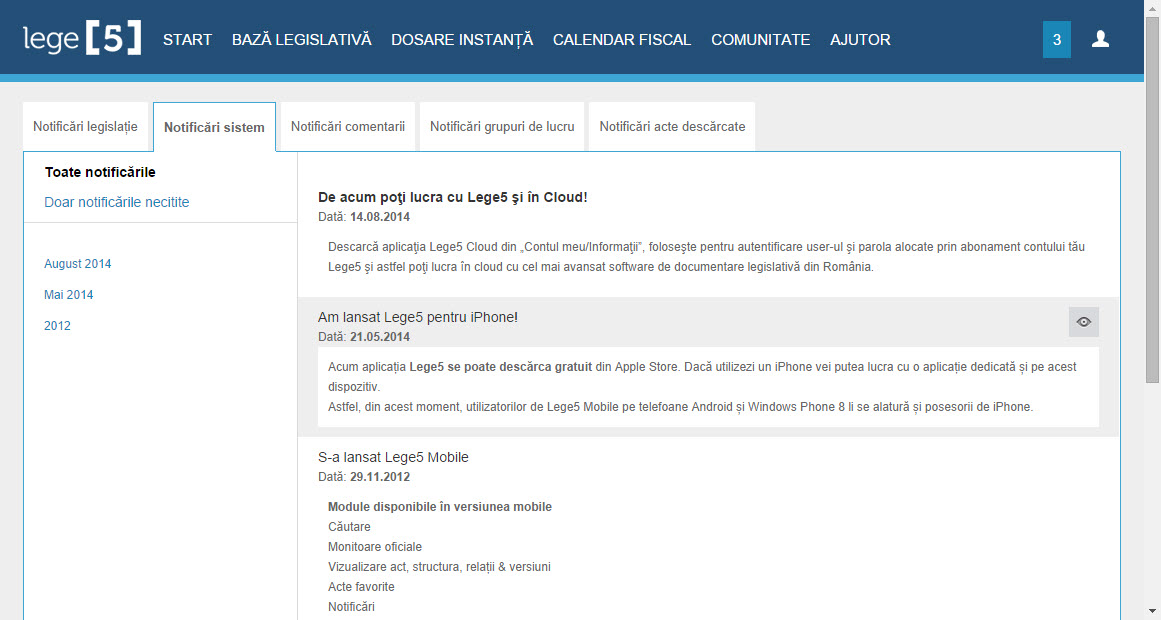 lege [5] START BAZĂ LEGISLATIVĂ DOSARE INSTANȚĂ CALENDAR FISCAL COMUNITATE AJUTOR 3
Notificări legislație Notificări sistem Notificări comentarii Notificări grupuri de lucru Notificări acte descărcate
Toate notificările
Doar notificările necitite
August 2014
Mai 2014
2012
De acum poţi lucra cu Lege5 şi în Cloud!
Dată: 14.08.2014
Descarcă aplicaţia Lege5 Cloud din „Contul meu/Informaţii”, foloseşte pentru autentificare user-ul şi parola alocate prin abonament contului tău
Lege5 şi astfel poţi lucra în cloud cu cel mai avansat software de documentare legislativă din România.
Am lansat Lege5 pentru iPhone!
Dată: 21.05.2014
Acum aplicația Lege5 se poate descărca gratuit din Apple Store. Dacă utilizezi un iPhone vei putea lucra cu o aplicație dedicată și pe acest
dispozitiv.
Astfel, din acest moment, utilizatorilor de Lege5 Mobile pe telefoane Android și Windows Phone 8 li se alatură și posesorii de iPhone.
S-a lansat Lege5 Mobile
Dată: 29.11.2012
Module disponibile în versiunea mobile
Căutare
Monitoare oficiale
Vizualizare act, structura, relații & versiuni
Acte favorite
Notificări